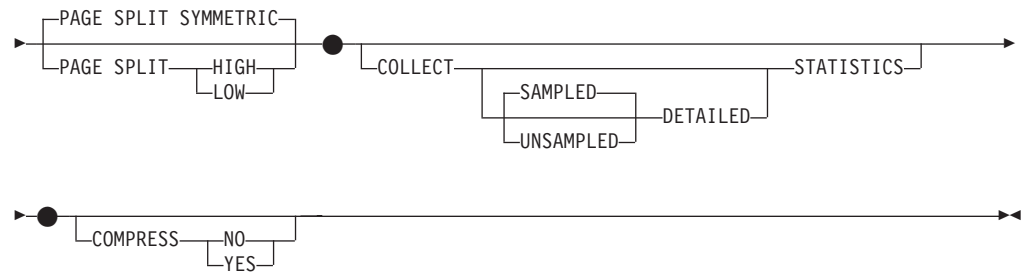 PAGE SPLIT SYMMETRIC
PAGE SPLIT HIGH
LOW
COLLECT STATISTICS
SAMPLED
DETAILED
UNSAMPLED
COMPRESS NO
YES